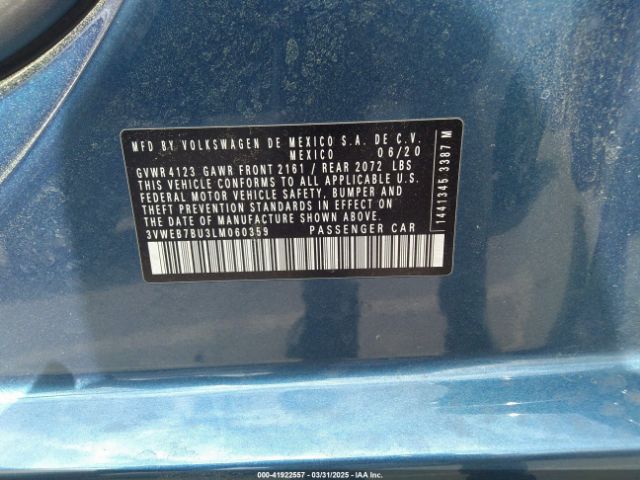 MFD BY VOLKSWAGEN DE MEXICO S.A. DE C.V.
MEXICO 06/20
GVWR 4123 GAWR FRONT 2161 / REAR 2072 LBS
THIS VEHICLE CONFORMS TO ALL APPLICABLE U.S.
FEDERAL MOTOR VEHICLE SAFETY, BUMPER AND
THEFT PREVENTION STANDARDS IN EFFECT ON
THE DATE OF MANUFACTURE SHOWN ABOVE.
3VWEB7BU3LM060359 PASSENGER CAR
1441345 3387 M
000-41922557 - 03/31/2025 - IAAI.COM